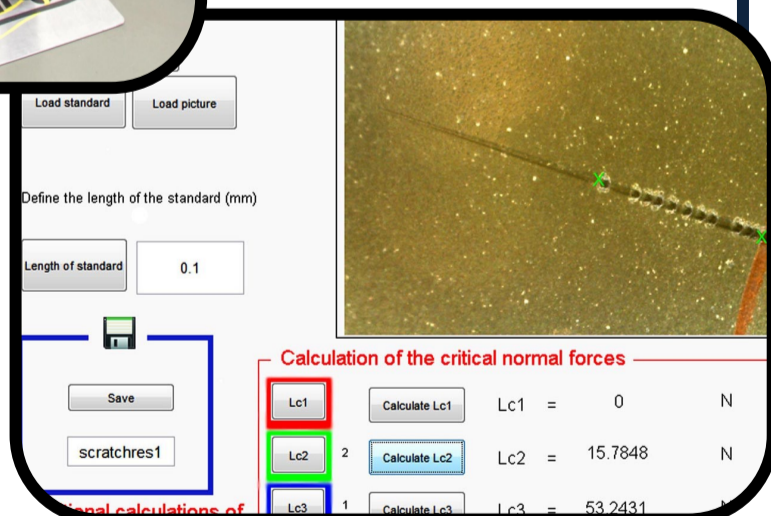 Load standard Load picture
Define the length of the standard (mm)
Length of standard 0.1
Save
scratchres1
Calculation of the critical normal forces
Lc1 Calculate Lc1 Lc1 = 0 N
Lc2 2 Calculate Lc2 Lc2 = 15.7848 N
Lc3 1 Calculate Lc3 Lc3 = 53.2431 N
calculations of